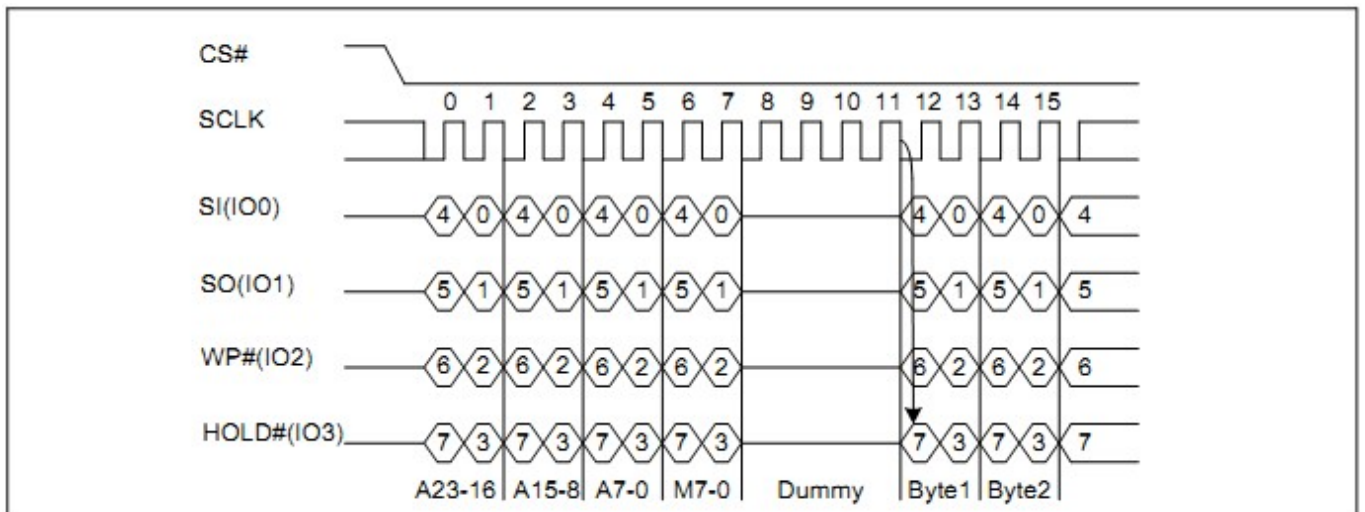 CS#
0 1 2 3 4 5 6 7 8 9 10 11 12 13 14 15
SCLK
SI(IO0) 4 0 4 0 4 0 4 0 4 0 4 0 4
SO(IO1) 5 1 5 1 5 1 5 1 5 1 5 1 5
WP#(IO2) 6 2 6 2 6 2 6 2 6 2 6 2 6
HOLD#(IO3) 7 3 7 3 7 3 7 3 7 3 7 3 7
A23-16 A15-8 A7-0 M7-0 Dummy Byte1 Byte2